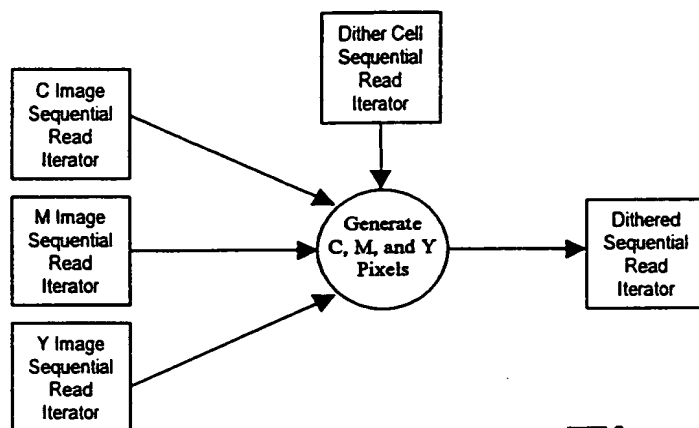 Dither Cell
Sequential
Read
Iterator
C Image
Sequential
Read
Iterator
M Image
Sequential
Read
Iterator
Y Image
Sequential
Read
Iterator
Generate
C, M, and Y
Pixels
Dithered
Sequential
Read
Iterator